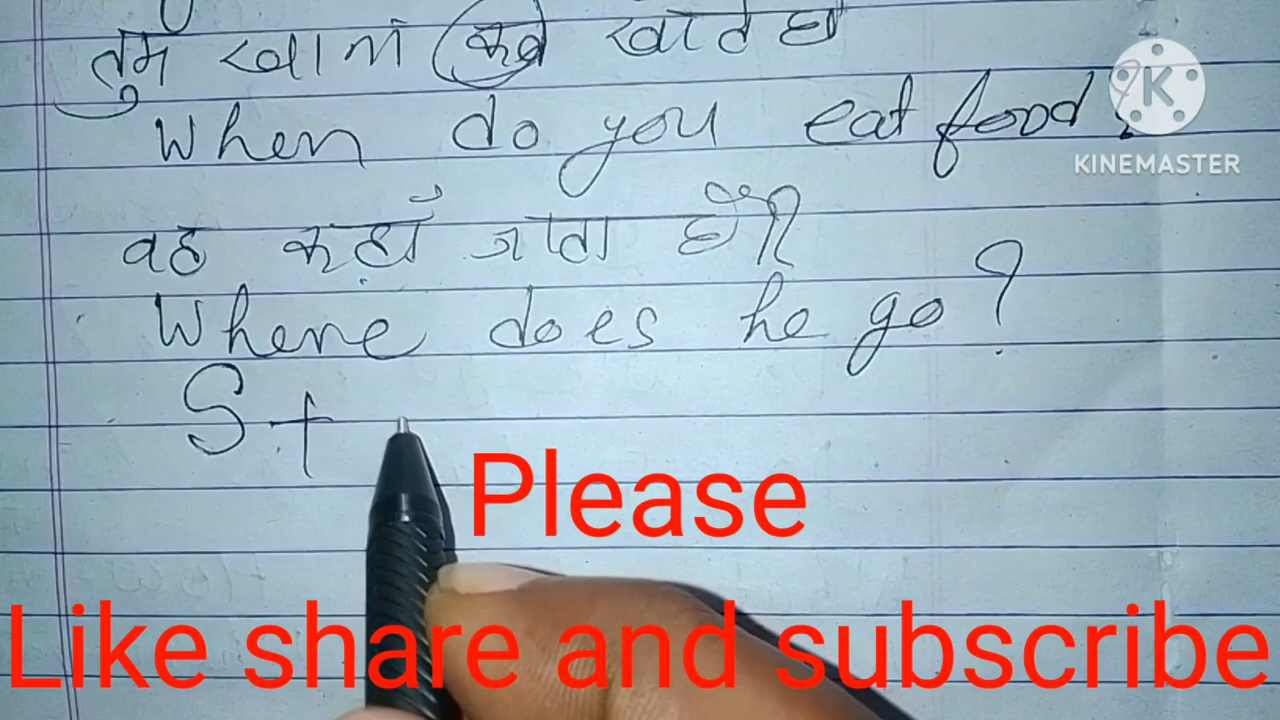 तुम खाना कब खाते हो
When do you eat food?
वह कहाँ जाता है।
Where does he go?
S +
Please
Like share and subscribe
K
KINEMASTER